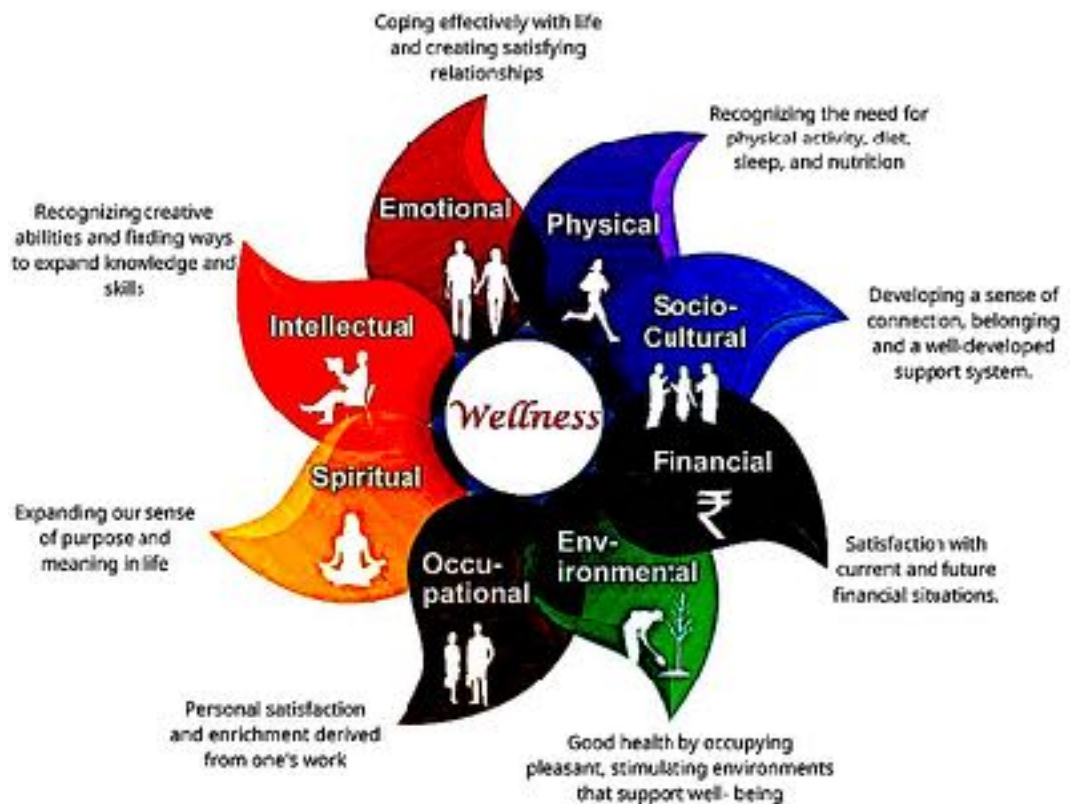 Coping effectively with life
and creating satisfying
relationships
Emotional
Recognizing the need for
physical activity, diet,
sleep, and nutrition
Physical
Developing a sense of
connection, belonging
and a well-developed
support system.
Socio-
Cultural
Satisfaction with
current and future
financial situations.
Financial
₹
Good health by occupying
pleasant, stimulating environments
that support well- being
Env-
ironmental
Personal satisfaction
and enrichment derived
from one's work
Occu-
pational
Expanding our sense
of purpose and
meaning in life
Spiritual
Recognizing creative
abilities and finding ways
to expand knowledge and
skills
Intellectual
Wellness